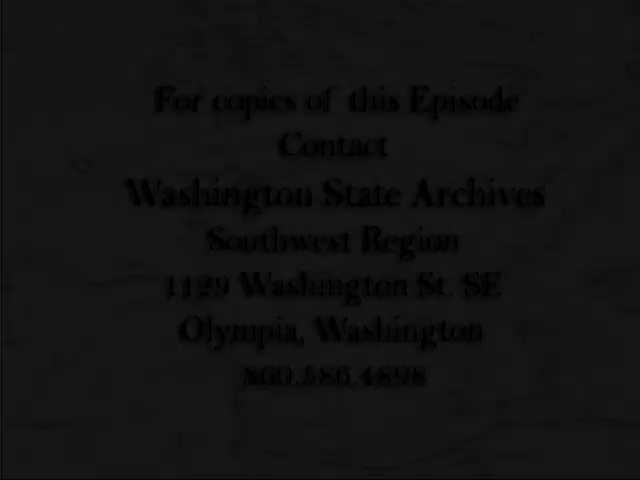 For copies of this Episode
Contact
Washington State Archives
Southwest Region
1129 Washington St. SE
Olympia, Washington
360.586.4898